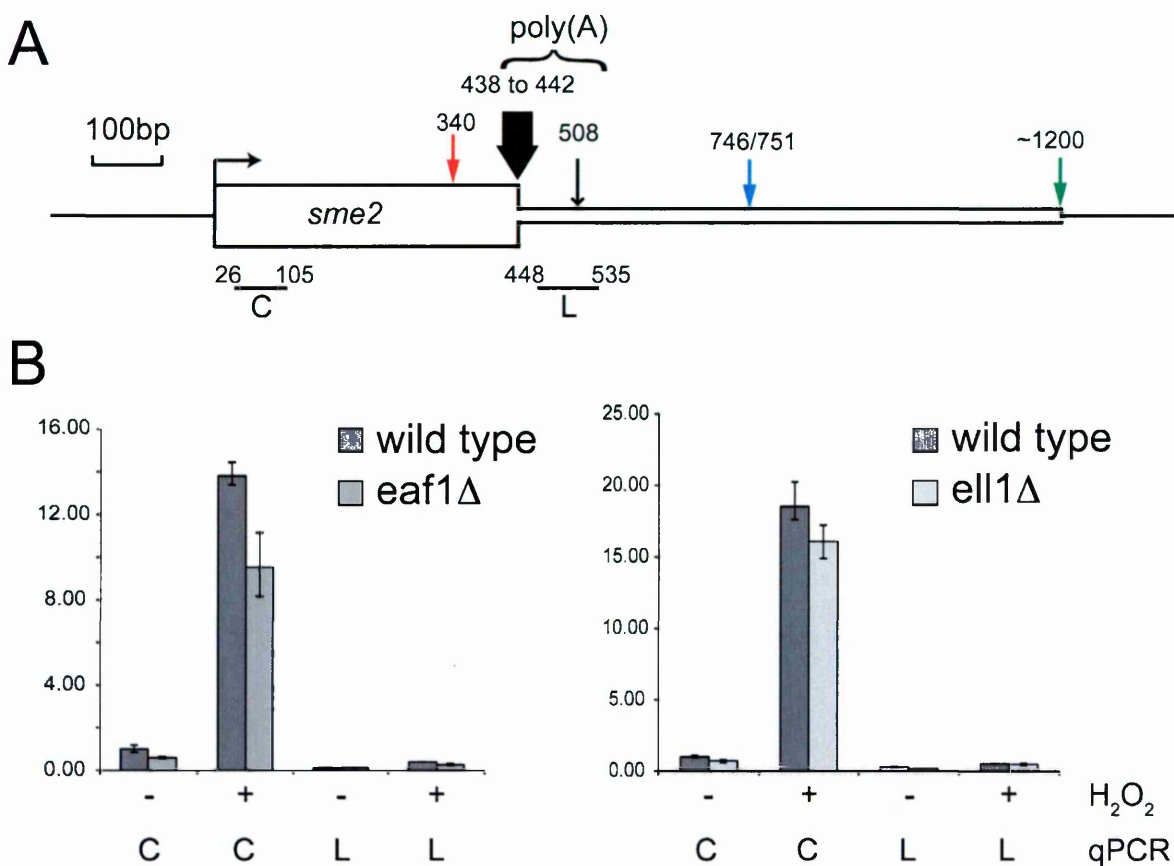 A
poly(A)
438 to 442
100bp
340
508
746/751
~1200
sme2
26 105
C
448 535
L
B
16.00
12.00
8.00
4.00
0.00
wild type
eaf1Δ
- + - +
C C L L
25.00
20.00
15.00
10.00
5.00
0.00
wild type
ell1Δ
- + - + H₂O₂
C C L L qPCR